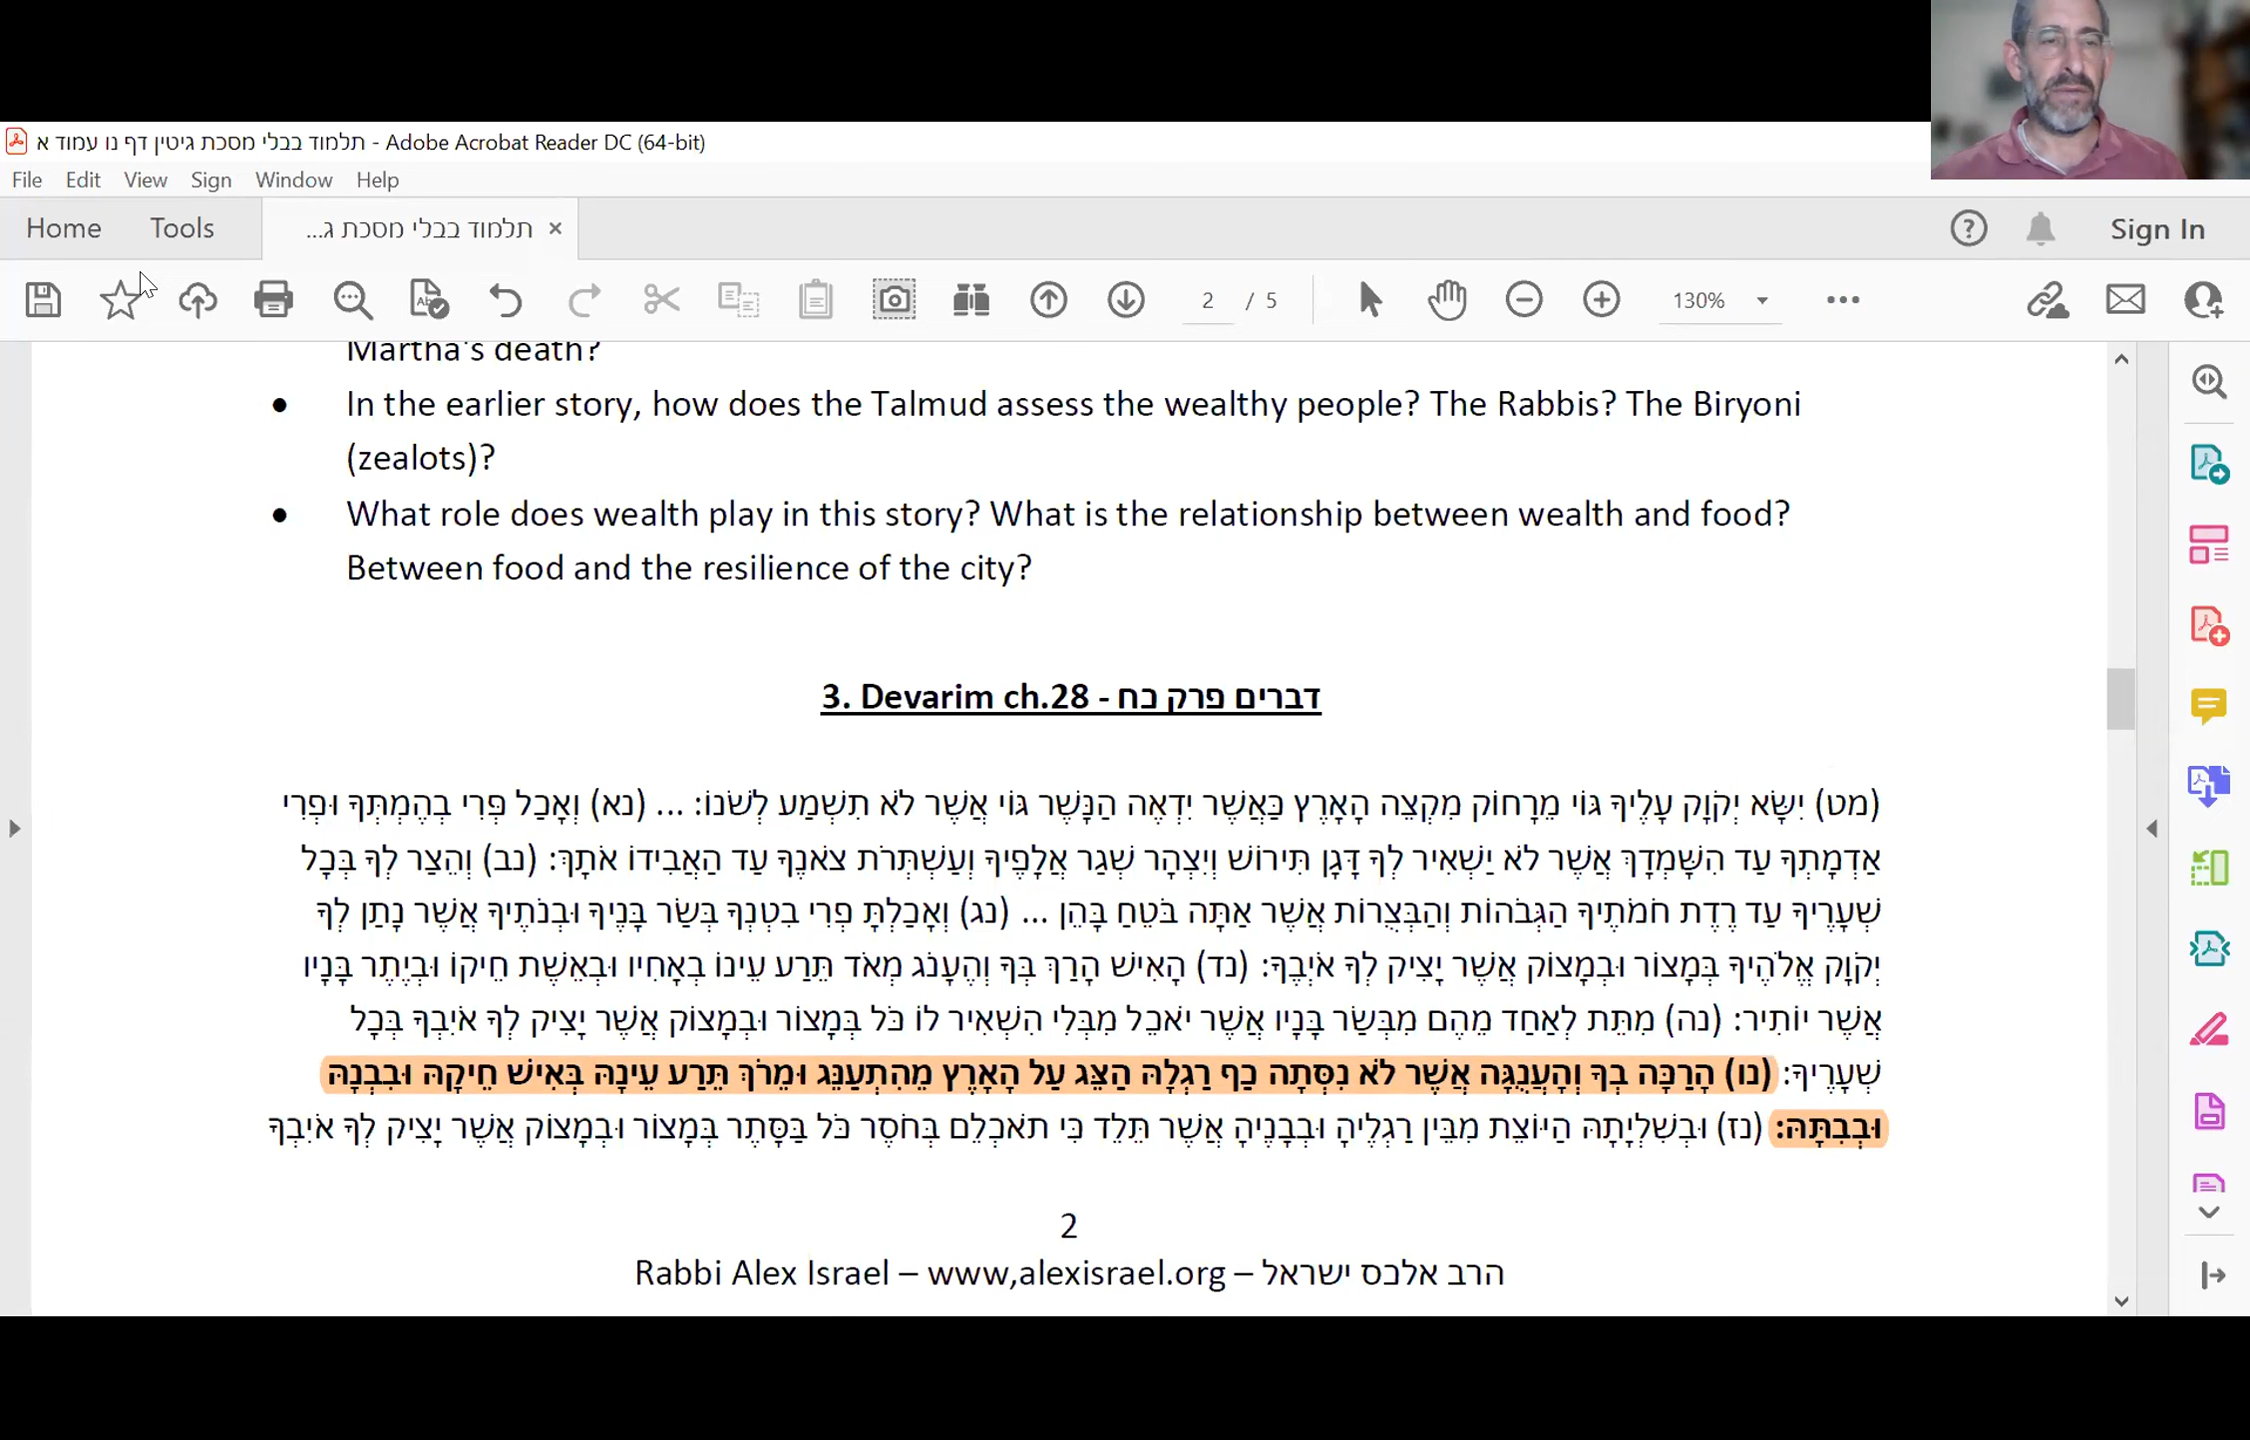 תלמוד בבלי מסכת גיטין דף נו עמוד א - Adobe Acrobat Reader DC (64-bit)
File Edit View Sign Window Help
Home Tools תלמוד בבלי מסכת ג... × Sign In
2 / 5 130%
Martha's death?
• In the earlier story, how does the Talmud assess the wealthy people? The Rabbis? The Biryoni
(zealots)?
• What role does wealth play in this story? What is the relationship between wealth and food?
Between food and the resilience of the city?
3. Devarim ch.28 - דברים פרק כח
(מט) יִשָּׂא יְקֹוָק עָלֶיךָ גּוֹי מֵרָחוֹק מִקְצֵה הָאָרֶץ כַּאֲשֶׁר יִדְאֶה הַנָּשֶׁר גּוֹי אֲשֶׁר לֹא תִשְׁמַע לְשֹׁנוֹ: ... (נא) וְאָכַל פְּרִי בְהֶמְתְּךָ וּפְרִי
אַדְמָתְךָ עַד הִשָּׁמְדָךְ אֲשֶׁר לֹא יַשְׁאִיר לְךָ דָּגָן תִּירוֹשׁ וְיִצְהָר שְׁגַר אֲלָפֶיךָ וְעַשְׁתְּרֹת צֹאנֶךָ עַד הַאֲבִידוֹ אֹתָךְ: (נב) וְהֵצַר לְךָ בְּכָל
שְׁעָרֶיךָ עַד רֶדֶת חֹמֹתֶיךָ הַגְּבֹהוֹת וְהַבְּצֻרוֹת אֲשֶׁר אַתָּה בֹּטֵחַ בָּהֵן ... (נג) וְאָכַלְתָּ פְרִי בִטְנְךָ בְּשַׂר בָּנֶיךָ וּבְנֹתֶיךָ אֲשֶׁר נָתַן לְךָ
יְקֹוָק אֱלֹהֶיךָ בְּמָצוֹר וּבְמָצוֹק אֲשֶׁר יָצִיק לְךָ אֹיְבֶךָ: (נד) הָאִישׁ הָרַךְ בְּךָ וְהֶעָנֹג מְאֹד תֵּרַע עֵינוֹ בְאָחִיו וּבְאֵשֶׁת חֵיקוֹ וּבְיֶתֶר בָּנָיו
אֲשֶׁר יוֹתִיר: (נה) מִתֵּת לְאַחַד מֵהֶם מִבְּשַׂר בָּנָיו אֲשֶׁר יֹאכֵל מִבְּלִי הִשְׁאִיר לוֹ כֹּל בְּמָצוֹר וּבְמָצוֹק אֲשֶׁר יָצִיק לְךָ אֹיִבְךָ בְּכָל
שְׁעָרֶיךָ: (נו) הָרַכָּה בְךָ וְהָעֲנֻגָּה אֲשֶׁר לֹא נִסְּתָה כַף רַגְלָהּ הַצֵּג עַל הָאָרֶץ מֵהִתְעַנֵּג וּמֵרֹךְ תֵּרַע עֵינָהּ בְּאִישׁ חֵיקָהּ וּבִבְנָהּ
וּבְבִתָּהּ: (נז) וּבְשִׁלְיָתָהּ הַיּוֹצֵת מִבֵּין רַגְלֶיהָ וּבְבָנֶיהָ אֲשֶׁר תֵּלֵד כִּי תֹאכְלֵם בְּחֹסֶר כֹּל בַּסָּתֶר בְּמָצוֹר וּבְמָצוֹק אֲשֶׁר יָצִיק לְךָ אֹיִבְךָ
2
Rabbi Alex Israel – www,alexisrael.org – הרב אלכס ישראל